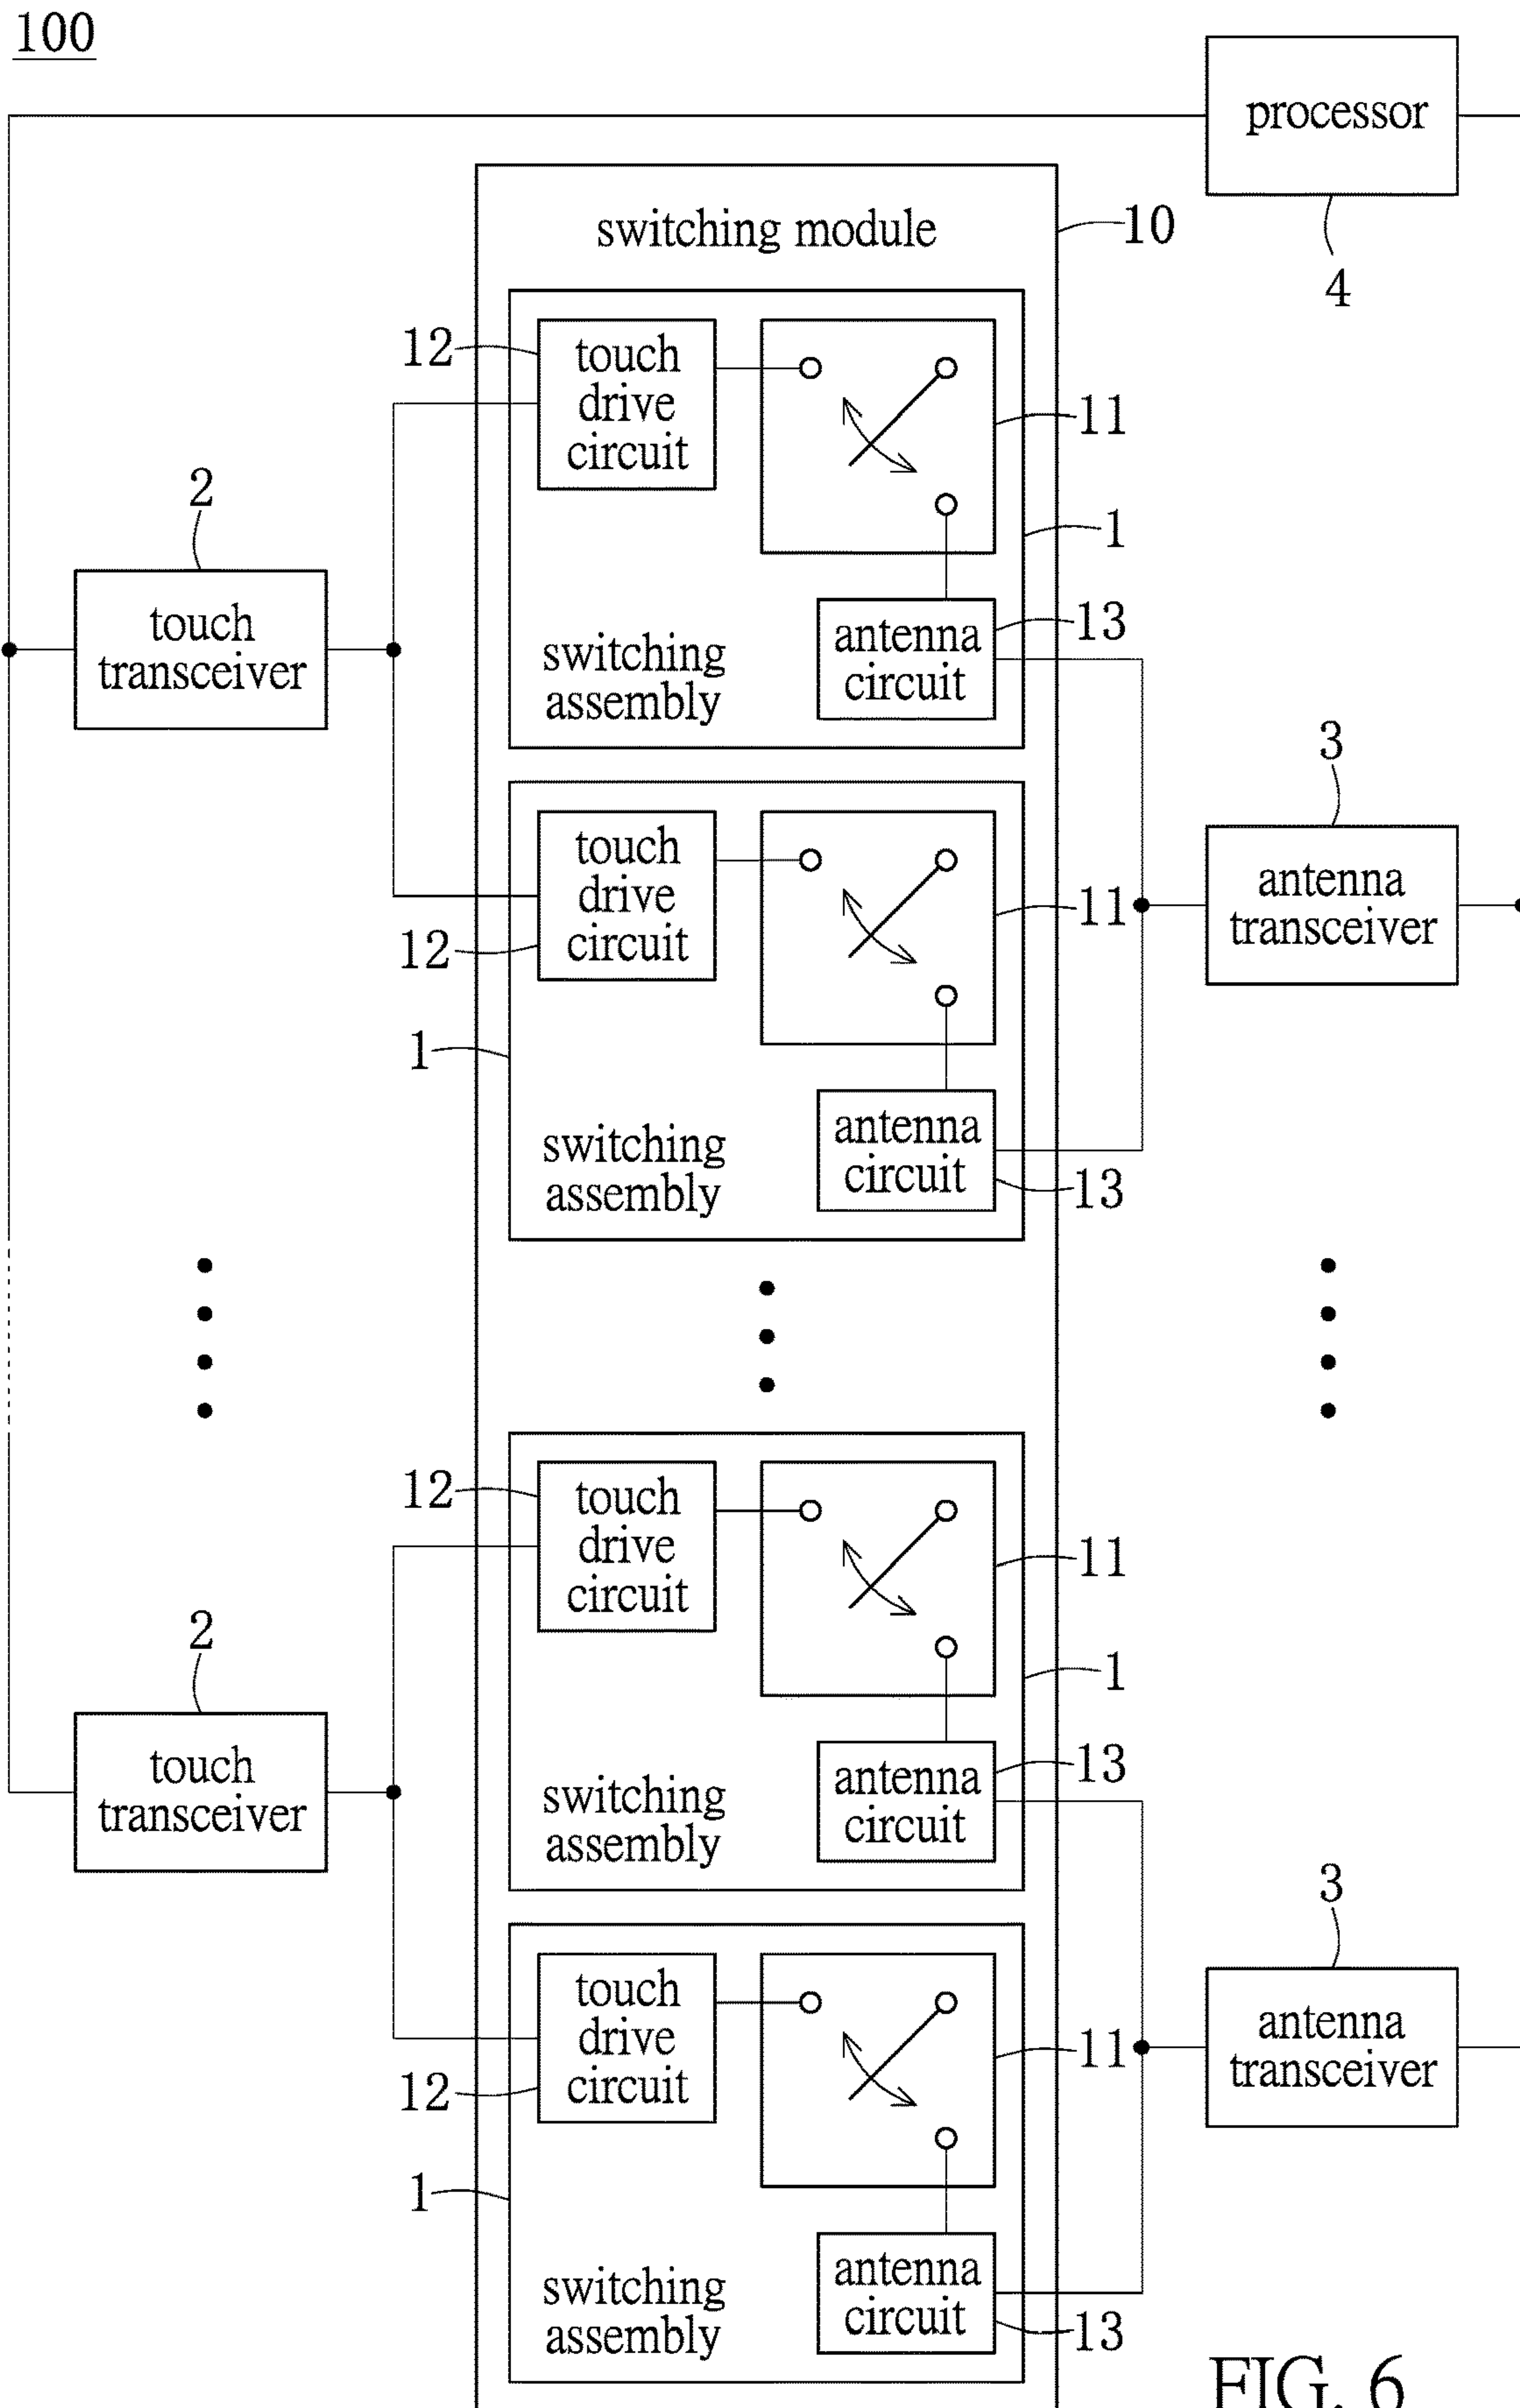 100
processor
4
switching module
10
12
touch
drive
circuit
11
1
2
touch
transceiver
switching
assembly
antenna
circuit
13
3
antenna
transceiver
touch
drive
circuit
12
11
1
switching
assembly
antenna
circuit
13
12
touch
drive
circuit
11
1
2
touch
transceiver
switching
assembly
antenna
circuit
13
3
antenna
transceiver
touch
drive
circuit
12
11
1
switching
assembly
antenna
circuit
13
FIG. 6